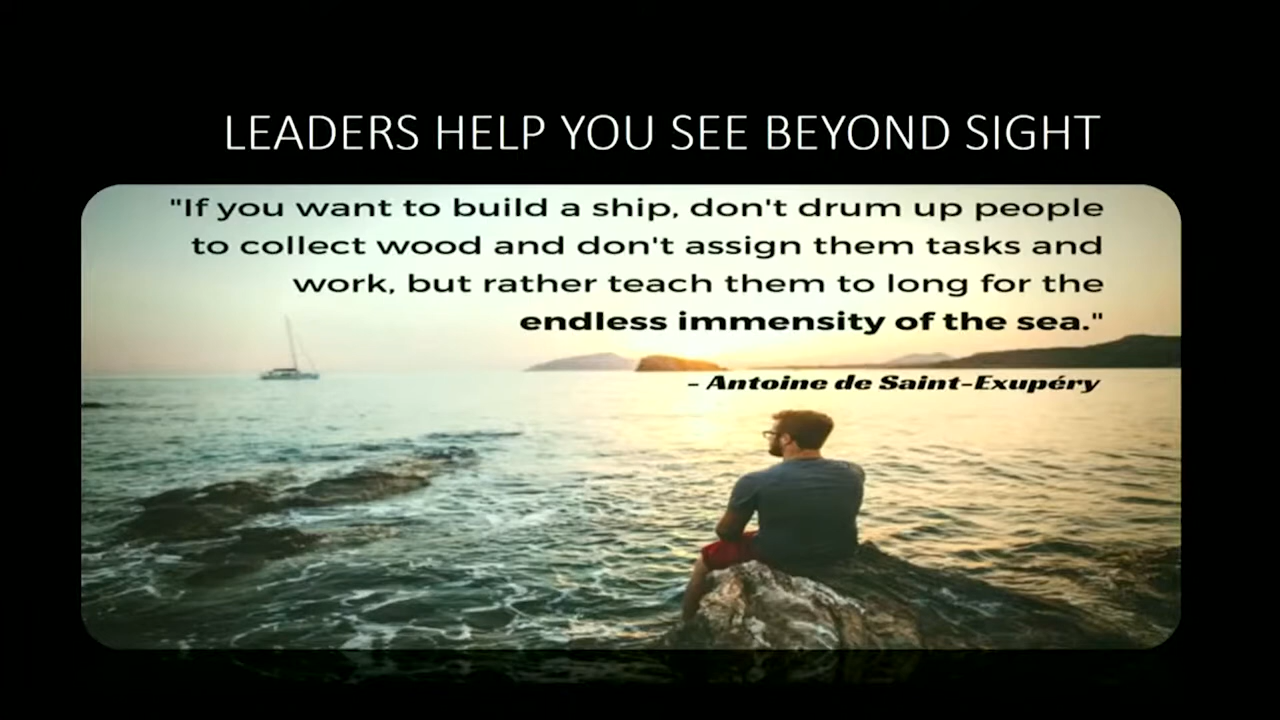 LEADERS HELP YOU SEE BEYOND SIGHT
"If you want to build a ship, don't drum up people
to collect wood and don't assign them tasks and
work, but rather teach them to long for the
endless immensity of the sea."
- Antoine de Saint-Exupéry